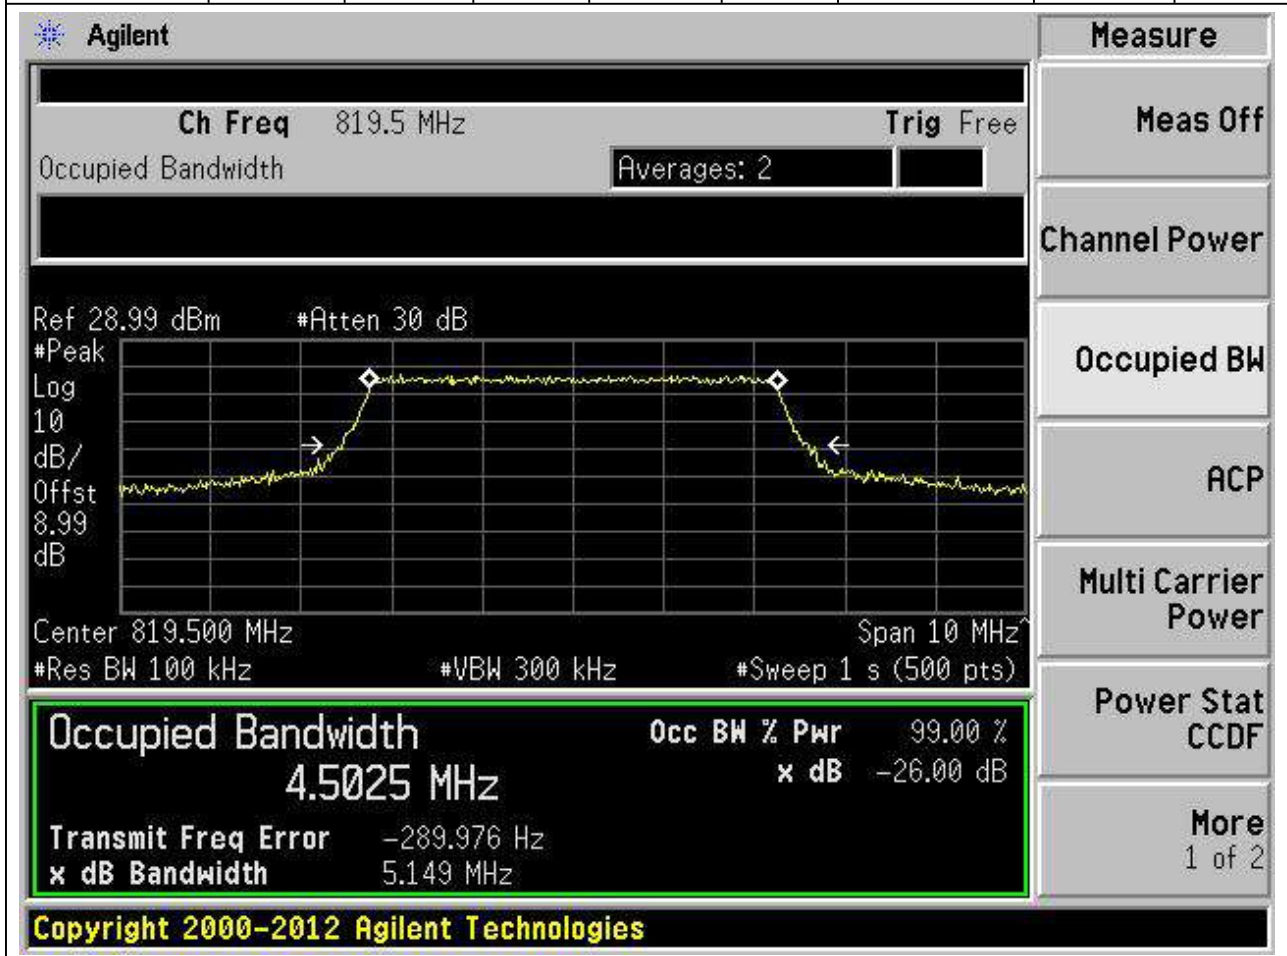 Agilent
Measure
Ch Freq 819.5 MHz
Trig Free
Occupied Bandwidth
Averages: 2
Meas Off
Channel Power
Occupied BW
ACP
Multi Carrier
Power
Power Stat
CCDF
More
1 of 2
Ref 28.99 dBm #Atten 30 dB
#Peak
Log
10
dB/
Offst
8.99
dB
Center 819.500 MHz Span 10 MHz^
#Res BW 100 kHz #VBW 300 kHz #Sweep 1 s (500 pts)
Occupied Bandwidth
4.5025 MHz
Occ BW % Pwr 99.00 %
x dB -26.00 dB
Transmit Freq Error -289.976 Hz
x dB Bandwidth 5.149 MHz
Copyright 2000-2012 Agilent Technologies